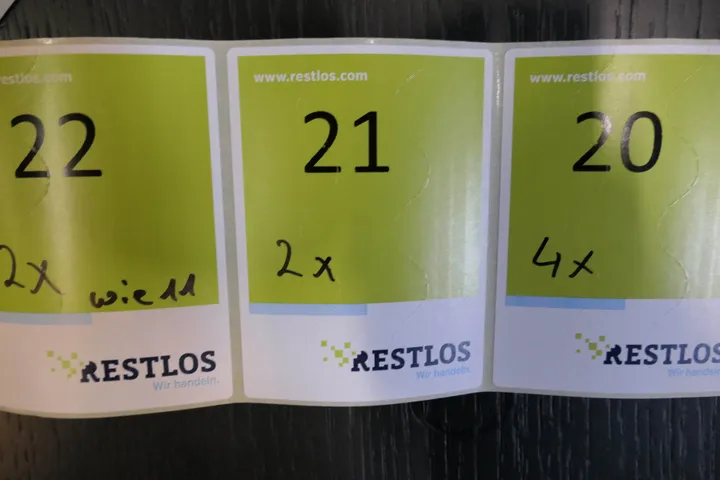 restlos.com
22
2x wie 11
RESTLOS
Wir handeln.
www.restlos.com
21
2x
RESTLOS
Wir handeln.
www.restlos.com
20
4x
RESTLOS
Wir handeln